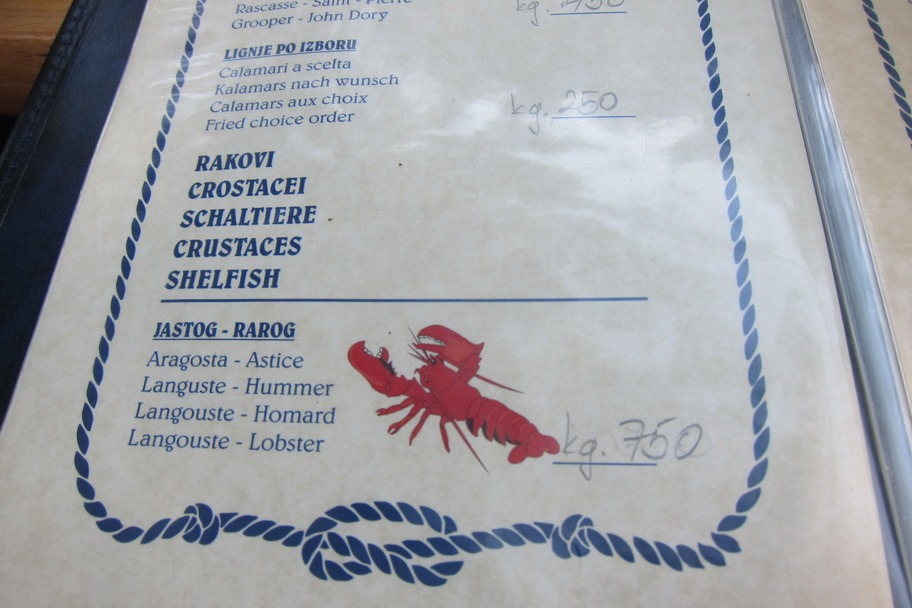 Rascasse - Saint - Pierre
Grooper - John Dory
kg. 450
LIGNJE PO IZBORU
Calamari a scelta
Kalamars nach wunsch
Calamars aux choix
Fried choice order
kg. 250
RAKOVI
CROSTACEI
SCHALTIERE
CRUSTACES
SHELFISH
JASTOG - RAROG
Aragosta - Astice
Languste - Hummer
Langouste - Homard
Langouste - Lobster
kg. 750